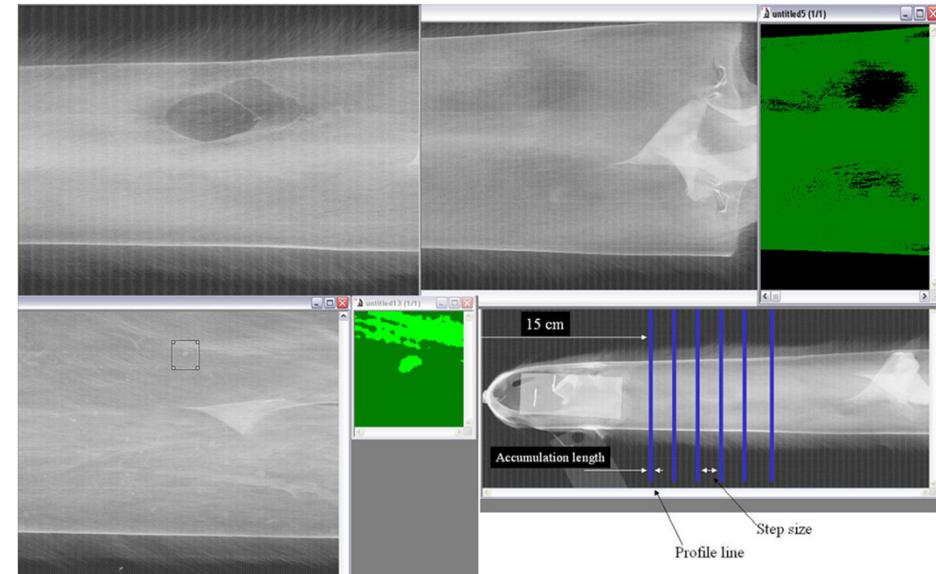 untitled5 (1/1)
untitled13 (1/1)
15 cm
Accumulation length
Step size
Profile line